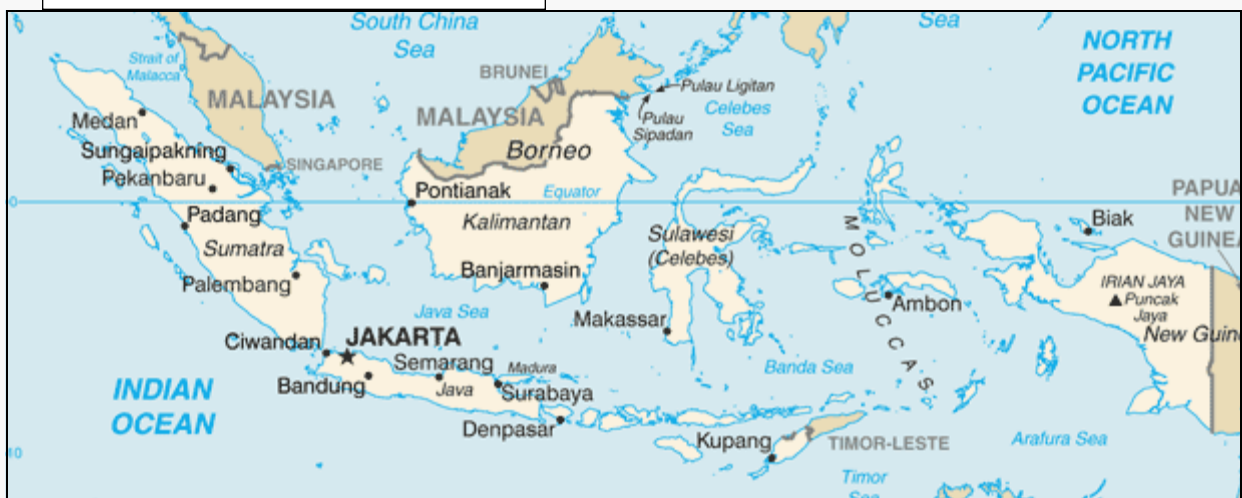 South China
Sea
Sea
NORTH
PACIFIC
OCEAN
Strait of
Malacca
BRUNEI
Pulau Ligitan
MALAYSIA
MALAYSIA
Celebes
Sea
Medan
Pulau
Sipadan
Sungaipakning
Borneo
SINGAPORE
Pekanbaru
Pontianak
Equator
PAPUA
NEW
GUINEA
0
Padang
Kalimantan
Biak
Sumatra
Sulawesi
(Celebes)
MOLUCCAS
Palembang
Banjarmasin
IRIAN JAYA
Puncak
Jaya
Ambon
Java Sea
Makassar
New Guin
Ciwandan
JAKARTA
Semarang
Madura
Banda Sea
INDIAN
OCEAN
Bandung
Java
Surabaya
Denpasar
Kupang
TIMOR-LESTE
Arafura Sea
10
Timor
Sea